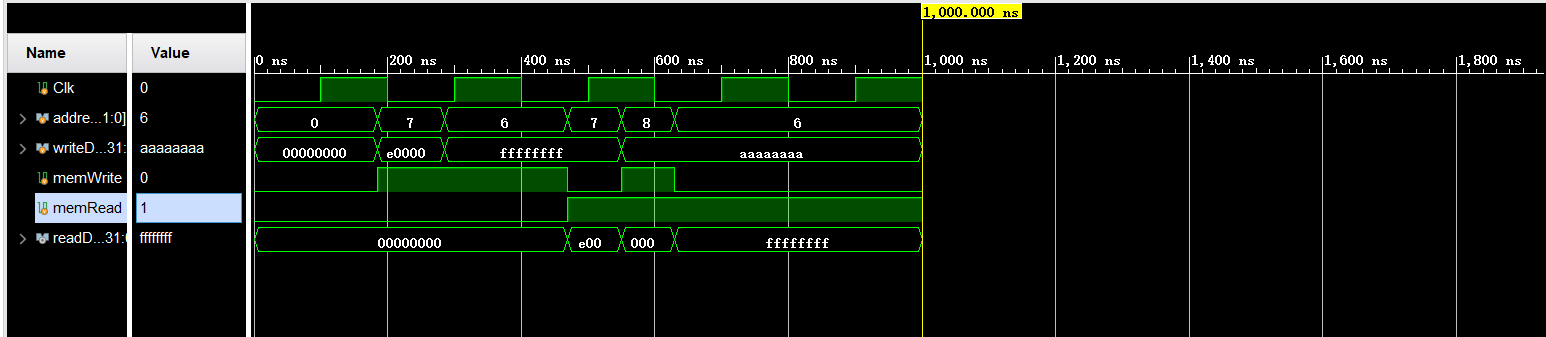 1,000.000 ns
Name Value
0 ns 200 ns 400 ns 600 ns 800 ns 1,000 ns 1,200 ns 1,400 ns 1,600 ns 1,800 ns
Clk 0
addre...1:0] 6 0 7 6 7 8 6
writeD...31: aaaaaaaa 00000000 e0000 ffffffff aaaaaaaa
memWrite 0
memRead 1
readD...31:( ffffffff 00000000 e00 000 ffffffff